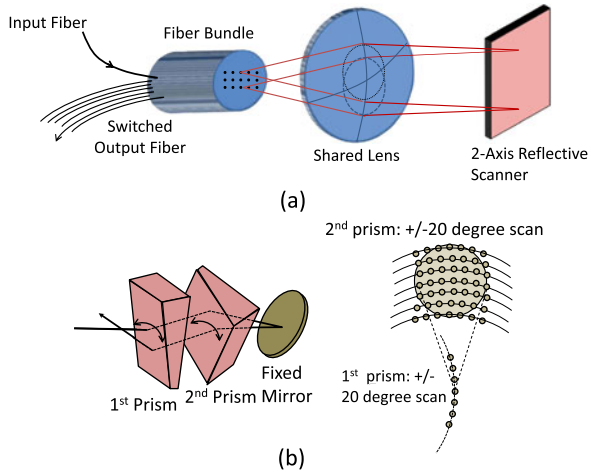 Input Fiber
Fiber Bundle
Switched
Output Fiber
Shared Lens
2-Axis Reflective
Scanner
(a)
2nd prism: +/-20 degree scan
1st Prism
2nd Prism
Fixed
Mirror
1st prism: +/-
20 degree scan
(b)